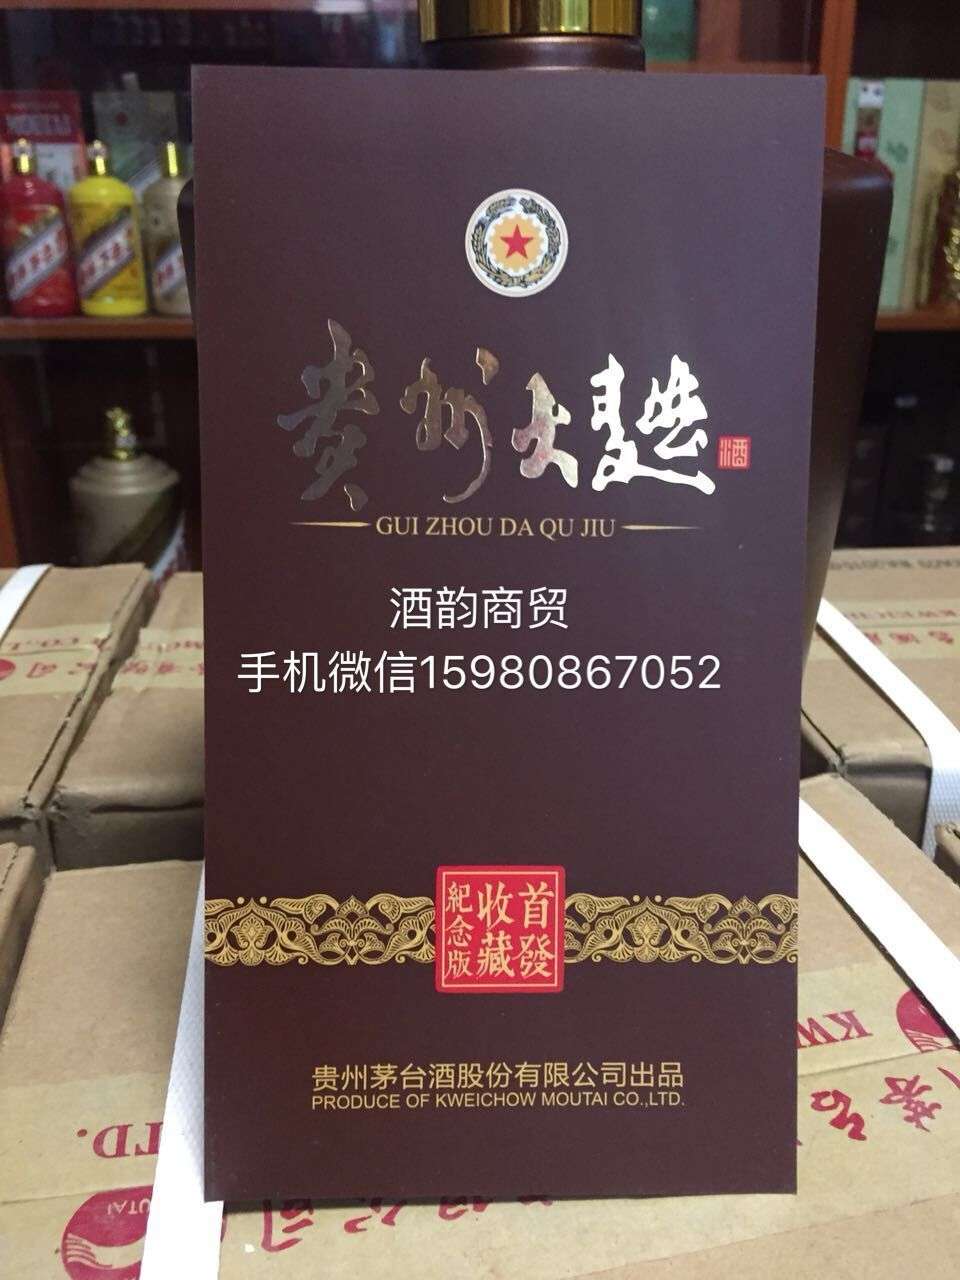 贵州大麯
酒
GUI ZHOU DA QU JIU
酒韵商贸
手机微信15980867052
首發
收藏
紀念版
贵州茅台酒股份有限公司出品
PRODUCE OF KWEICHOW MOUTAI CO.,LTD.